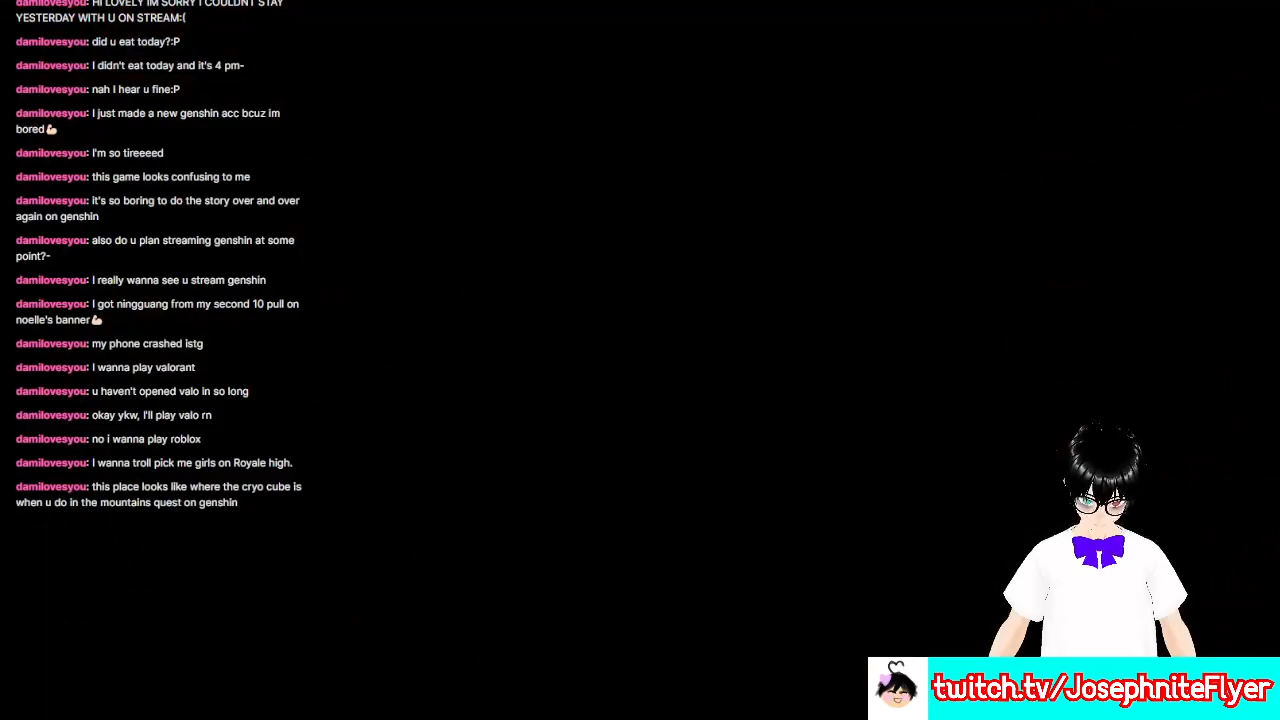 damilovesyou: HI LOVELY IM SORRY I COULDNT STAY
YESTERDAY WITH U ON STREAM:(
damilovesyou: did u eat today?:P
damilovesyou: I didn't eat today and it's 4 pm-
damilovesyou: nah I hear u fine:P
damilovesyou: I just made a new genshin acc bcuz im
bored💪🏻
damilovesyou: I'm so tireeeed
damilovesyou: this game looks confusing to me
damilovesyou: it's so boring to do the story over and over
again on genshin
damilovesyou: also do u plan streaming genshin at some
point?-
damilovesyou: I really wanna see u stream genshin
damilovesyou: I got ningguang from my second 10 pull on
noelle's banner💪🏻
damilovesyou: my phone crashed istg
damilovesyou: I wanna play valorant
damilovesyou: u haven't opened valo in so long
damilovesyou: okay ykw, I'll play valo rn
damilovesyou: no i wanna play roblox
damilovesyou: I wanna troll pick me girls on Royale high.
damilovesyou: this place looks like where the cryo cube is
when u do in the mountains quest on genshin
twitch.tv/JosephniteFlyer